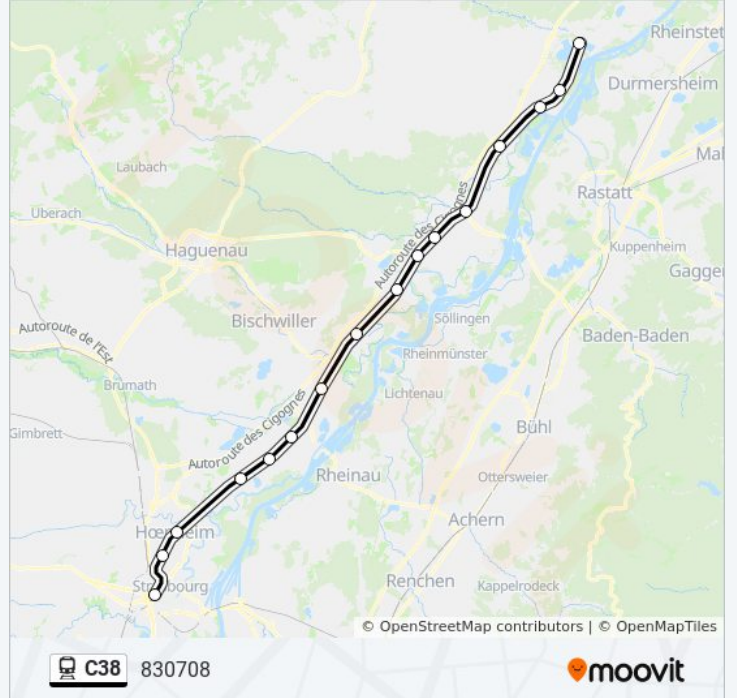 Rheinstet
Durmersheim
Mal
Laubach
Rastatt
Überach
Kuppenheim
Haguenau
Autoroute des Cigognes
Gagger
Söllingen
Bischwiller
Autoroute de l'Est
Baden-Baden
Rheinmünster
Brumath
Lichtenau
Autoroute des Cigognes
Gimbrett
Bühl
Rheinau
Ottersweier
Achern
Hœnheim
Renchen
Kappelrodeck
Strasbourg
© OpenStreetMap contributors | © OpenMapTiles
C38 830708 moovit